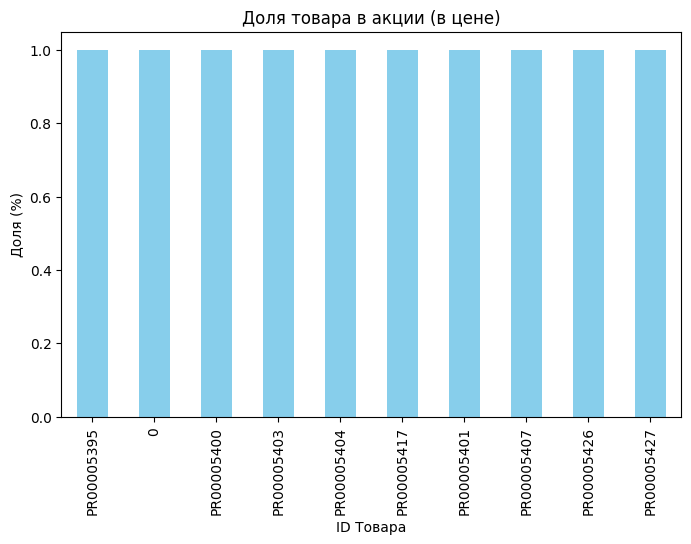 Доля товара в акции (в цене)
Доля (%)
1.0
0.8
0.6
0.4
0.2
0.0
PR00005395
0
PR00005400
PR00005403
PR00005404
PR00005417
PR00005401
PR00005407
PR00005426
PR00005427
ID Товара